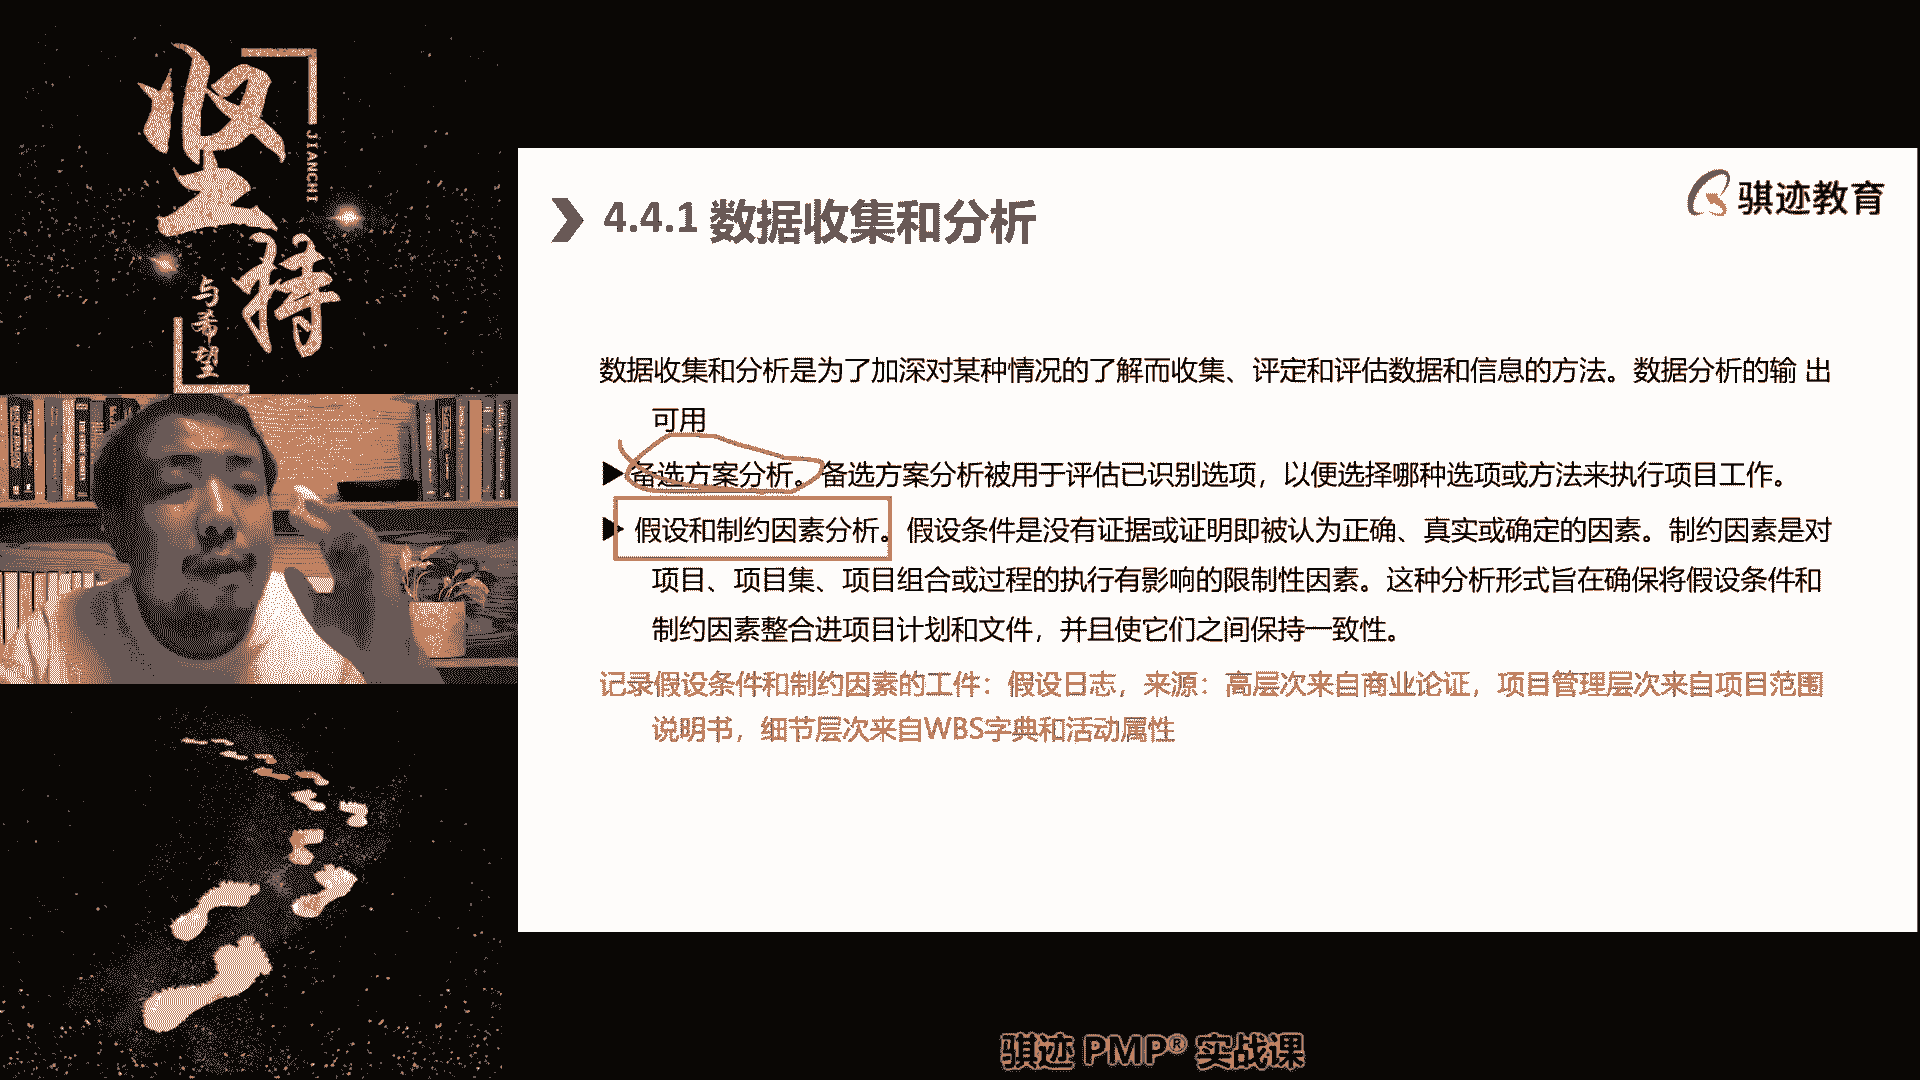 坚持
JIANCHI
与希望
骐迹教育
4.4.1 数据收集和分析
数据收集和分析是为了加深对某种情况的了解而收集、评定和评估数据和信息的方法。数据分析的输 出
可用
备选方案分析。备选方案分析被用于评估已识别选项，以便选择哪种选项或方法来执行项目工作。
假设和制约因素分析。假设条件是没有证据或证明即被认为正确、真实或确定的因素。制约因素是对
项目、项目集、项目组合或过程的执行有影响的限制性因素。这种分析形式旨在确保将假设条件和
制约因素整合进项目计划和文件，并且使它们之间保持一致性。
记录假设条件和制约因素的工件：假设日志，来源：高层次来自商业论证，项目管理层次来自项目范围
说明书，细节层次来自WBS字典和活动属性
骐迹 PMP® 实战课